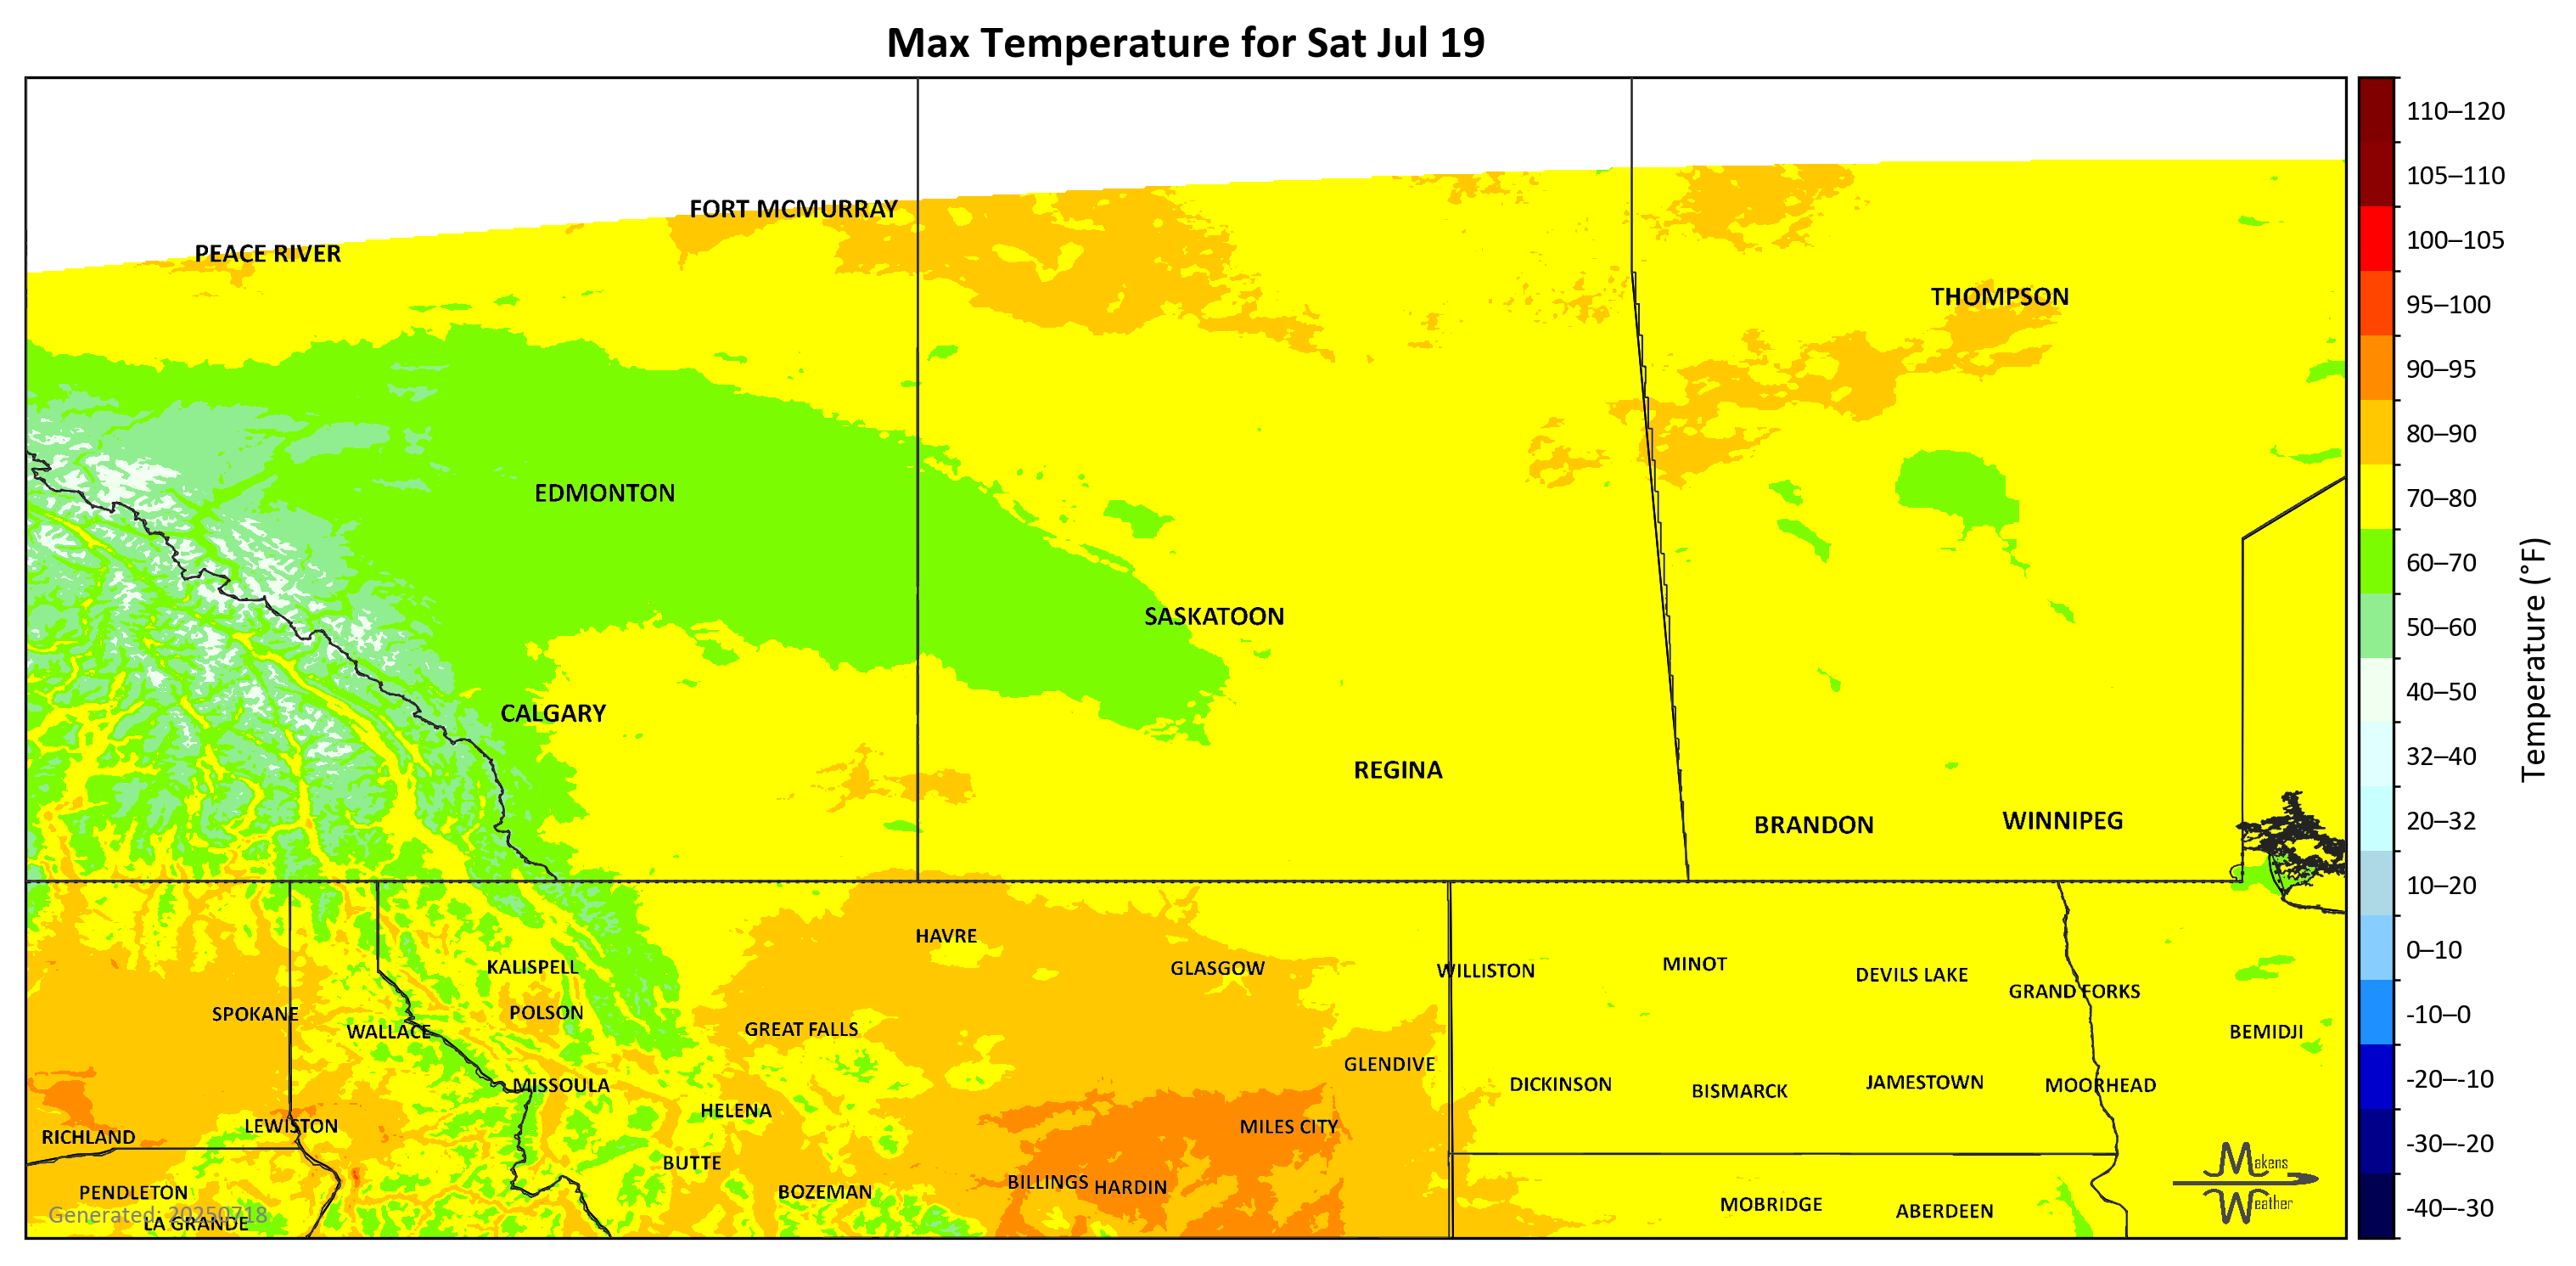 Max Temperature for Sat Jul 19
FORT MCMURRAY
PEACE RIVER
THOMPSON
EDMONTON
SASKATOON
CALGARY
REGINA
BRANDON
WINNIPEG
HAVRE
KALISPELL
GLASGOW
WILLISTON
MINOT
DEVILS LAKE
GRAND FORKS
SPOKANE
POLSON
WALLACE
GREAT FALLS
BEMIDJI
GLENDIVE
MISSOULA
DICKINSON
BISMARCK
JAMESTOWN
MOORHEAD
HELENA
LEWISTON
MILES CITY
RICHLAND
BUTTE
BILLINGS
HARDIN
PENDLETON
BOZEMAN
MOBRIDGE
ABERDEEN
LA GRANDE
Generated: 20250718
Makens
Weather
110–120
105–110
100–105
95–100
90–95
80–90
70–80
60–70
50–60
40–50
32–40
20–32
10–20
0–10
-10–0
-20–-10
-30–-20
-40–-30
Temperature (°F)